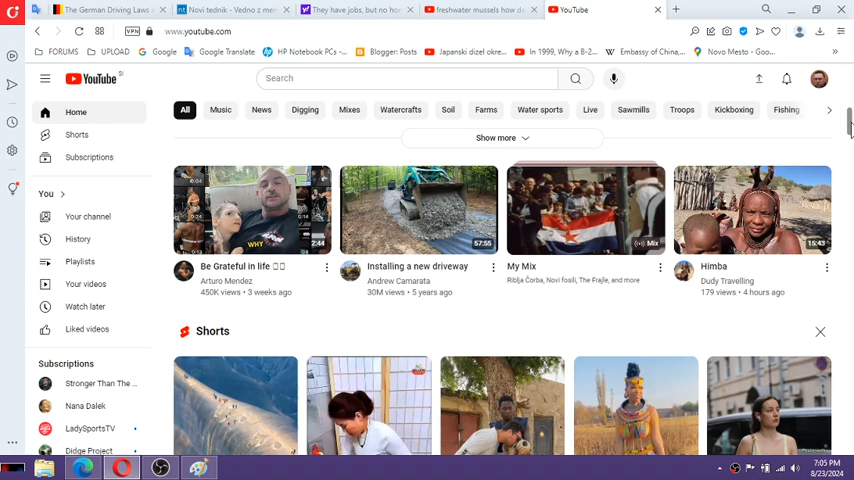 The German Driving Laws a
Novi tednik – Vedno z me
They have jobs, but no ho
freshwater mussels how de
YouTube
VPN
www.youtube.com
FORUMS
UPLOAD
Google
Google Translate
HP Notebook PC's
Blogger: Posts
Japanski dizel okre...
In 1999, Why a B-2...
Embassy of China,...
Novo Mesto - Goo...
YouTube SI
Search
Home
Shorts
Subscriptions
You
Your channel
History
Playlists
Your videos
Watch later
Liked videos
Subscriptions
Stronger Than The ...
Nana Dalek
LadySportsTV
Didge Project
All
Music
News
Digging
Mixes
Watercrafts
Soil
Farms
Water sports
Live
Sawmills
Troops
Kickboxing
Fishing
Show more
WHY
2:44
57:55
Mix
15:43
Be Grateful in life
Arturo Mendez
450K views • 3 weeks ago
Installing a new driveway
Andrew Camarata
30M views • 5 years ago
My Mix
Riblja Čorba, Novi fosili, The Frajle, and more
Himba
Dudy Travelling
179 views • 4 hours ago
Shorts
7:05 PM
8/23/2024